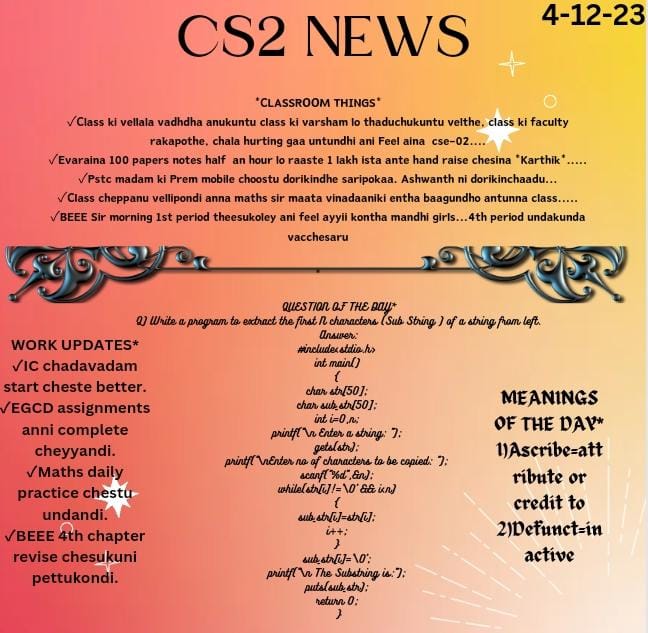 4-12-23
CS2 NEWS
*CLASSROOM THINGS*
✓Class ki vellala vadhdha anukuntu class ki varsham lo thaduchukuntu velthe, class ki faculty
rakapothe, chala hurting gaa untundhi ani Feel aina cse-02....
✓Evaraina 100 papers notes half an hour lo raaste 1 lakh ista ante hand raise chesina *Karthik*.....
✓Pstc madam ki Prem mobile choostu dorikindhe saripokaa. Ashwanth ni dorikinchaadu...
✓Class cheppanu vellipondi anna maths sir maata vinadaaniki entha baagundho antunna class.....
✓BEEE Sir morning 1st period theesukoley ani feel ayyii kontha mandhi girls...4th period undakunda
vacchesaru
QUESTION OF THE DAY*
Q) Write a program to extract the first N characters (Sub String ) of a string from left.
Answer:
#include<stdio.h>
int main()
{
char str[50];
char sub_str[50];
int i=0,n;
printf("\n Enter a string: ");
gets(str);
printf("\nEnter no of characters to be copied: ");
scanf("%d",&n);
while(str[i]!='\0' && i<n)
{
sub_str[i]=str[i];
i++;
}
sub_str[i]='\0';
printf("\n The Substring is:");
puts(sub_str);
return 0;
}
WORK UPDATES*
✓IC chadavadam
start cheste better.
✓EGCD assignments
anni complete
cheyyandi.
✓Maths daily
practice chestu
undandi.
✓BEEE 4th chapter
revise chesukuni
pettukondi.
MEANINGS
OF THE DAY*
1)Ascribe=att
ribute or
credit to
2)Defunct=in
active